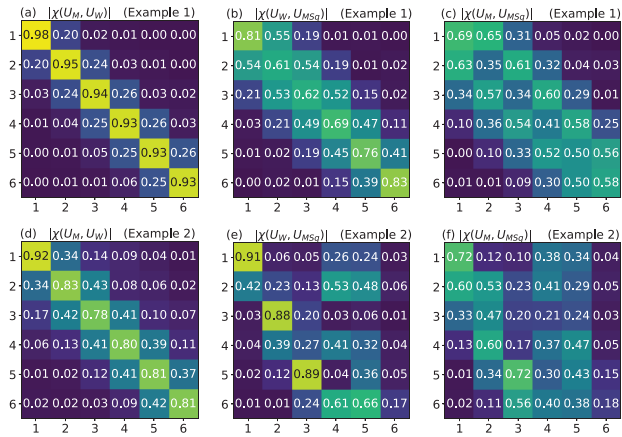 (a) |χ(U_M, U_W) (Example 1)
1 0.98 0.20 0.02 0.01 0.00 0.00
2 0.20 0.95 0.24 0.03 0.01 0.00
3 0.03 0.24 0.94 0.26 0.03 0.02
4 0.01 0.04 0.25 0.93 0.26 0.03
5 0.00 0.01 0.05 0.25 0.93 0.26
6 0.00 0.01 0.01 0.06 0.25 0.93
1 2 3 4 5 6
(b) |χ(U_W, U_MSq) (Example 1)
0.81 0.55 0.19 0.01 0.01 0.00
0.54 0.61 0.54 0.19 0.01 0.02
0.21 0.53 0.62 0.52 0.15 0.02
0.03 0.21 0.49 0.69 0.47 0.11
0.01 0.02 0.19 0.45 0.76 0.41
0.00 0.01 0.04 0.15 0.39 0.83
1 2 3 4 5 6
(c) |χ(U_M, U_MSq) (Example 1)
0.69 0.65 0.31 0.05 0.02 0.00
0.63 0.35 0.61 0.32 0.04 0.03
0.34 0.57 0.34 0.60 0.29 0.01
0.10 0.36 0.54 0.41 0.58 0.25
0.00 0.10 0.33 0.52 0.50 0.56
0.01 0.01 0.09 0.30 0.50 0.58
1 2 3 4 5 6
(d) |χ(U_M, U_W) (Example 2)
1 0.92 0.34 0.14 0.09 0.04 0.01
2 0.34 0.83 0.43 0.08 0.06 0.02
3 0.17 0.42 0.78 0.41 0.10 0.07
4 0.06 0.13 0.41 0.80 0.39 0.11
5 0.01 0.02 0.12 0.41 0.81 0.37
6 0.02 0.02 0.03 0.09 0.42 0.81
1 2 3 4 5 6
(e) |χ(U_W, U_MSq) (Example 2)
0.91 0.06 0.05 0.26 0.24 0.03
0.42 0.23 0.13 0.53 0.48 0.06
0.03 0.88 0.20 0.03 0.06 0.01
0.04 0.39 0.27 0.41 0.32 0.04
0.02 0.12 0.89 0.04 0.36 0.05
0.01 0.01 0.24 0.61 0.66 0.17
1 2 3 4 5 6
(f) |χ(U_M, U_MSq) (Example 2)
0.72 0.12 0.10 0.38 0.34 0.04
0.60 0.53 0.23 0.41 0.29 0.05
0.33 0.47 0.20 0.21 0.24 0.03
0.13 0.60 0.17 0.37 0.47 0.05
0.01 0.34 0.72 0.30 0.43 0.15
0.02 0.11 0.56 0.40 0.38 0.18
1 2 3 4 5 6